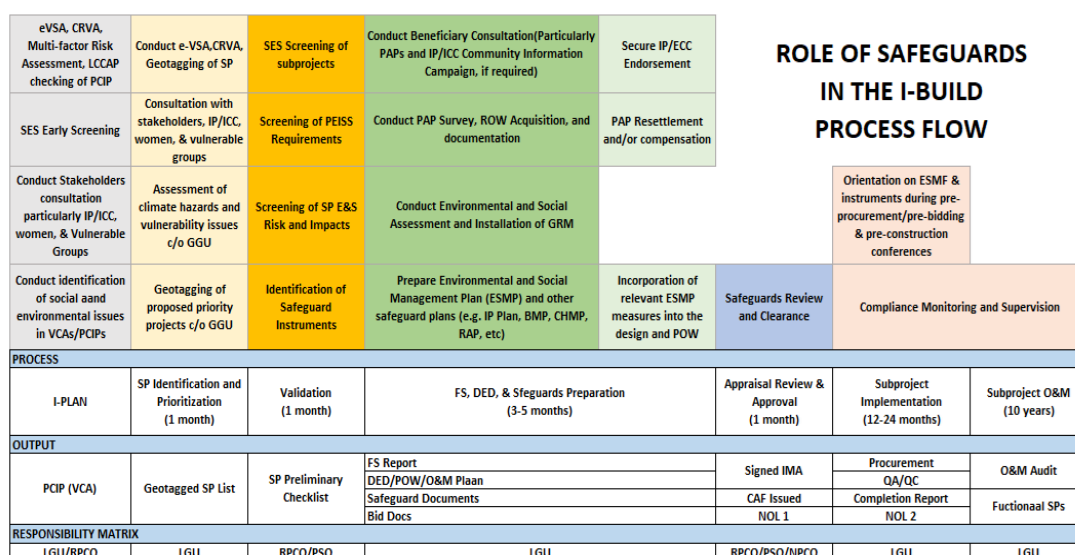 eVSA, CRVA,
Multi-factor Risk
Assessment, LCCAP
checking of PCIP
Conduct e-VSA,CRVA,
Geotagging of SP
SES Screening of
subprojects
Conduct Beneficiary Consultation(Particularly
PAPs and IP/ICC Community Information
Campaign, if required)
Secure IP/ECC
Endorsement
ROLE OF SAFEGUARDS
IN THE I-BUILD
PROCESS FLOW
SES Early Screening
Consultation with
stakeholders, IP/ICC,
women, & vulnerable
groups
Screening of PEISS
Requirements
Conduct PAP Survey, ROW Acquisition, and
documentation
PAP Resettlement
and/or compensation
Conduct Stakeholders
consultation
particularly IP/ICC,
women, & Vulnerable
Groups
Assessment of
climate hazards and
vulnerability issues
c/o GGU
Screening of SP E&S
Risk and Impacts
Conduct Environmental and Social
Assessment and Installation of GRM
Orientation on ESMF &
instruments during pre-
procurement/pre-bidding
& pre-construction
conferences
Conduct identification
of social aand
environmental issues
in VCAs/PCIPs
Geotagging of
proposed priority
projects c/o GGU
Identification of
Safeguard
Instruments
Prepare Environmental and Social
Management Plan (ESMP) and other
safeguard plans (e.g. IP Plan, BMP, CHMP,
RAP, etc)
Incorporation of
relevant ESMP
measures into the
design and POW
Safeguards Review
and Clearance
Compliance Monitoring and Supervision
PROCESS
I-PLAN
SP Identification and
Prioritization
(1 month)
Validation
(1 month)
FS, DED, & Sfeguards Preparation
(3-5 months)
Appraisal Review &
Approval
(1 month)
Subproject
Implementation
(12-24 months)
Subproject O&M
(10 years)
OUTPUT
PCIP (VCA)
Geotagged SP List
SP Preliminary
Checklist
FS Report
DED/POW/O&M Plaan
Safeguard Documents
Bid Docs
Signed IMA
CAF Issued
NOL 1
Procurement
QA/QC
Completion Report
NOL 2
O&M Audit
Fuctionaal SPs
RESPONSIBILITY MATRIX
LGU/RPCO
LGU
RPCO/PSO
LGU
RPCO/PSO/NPCO
LGU
LGU